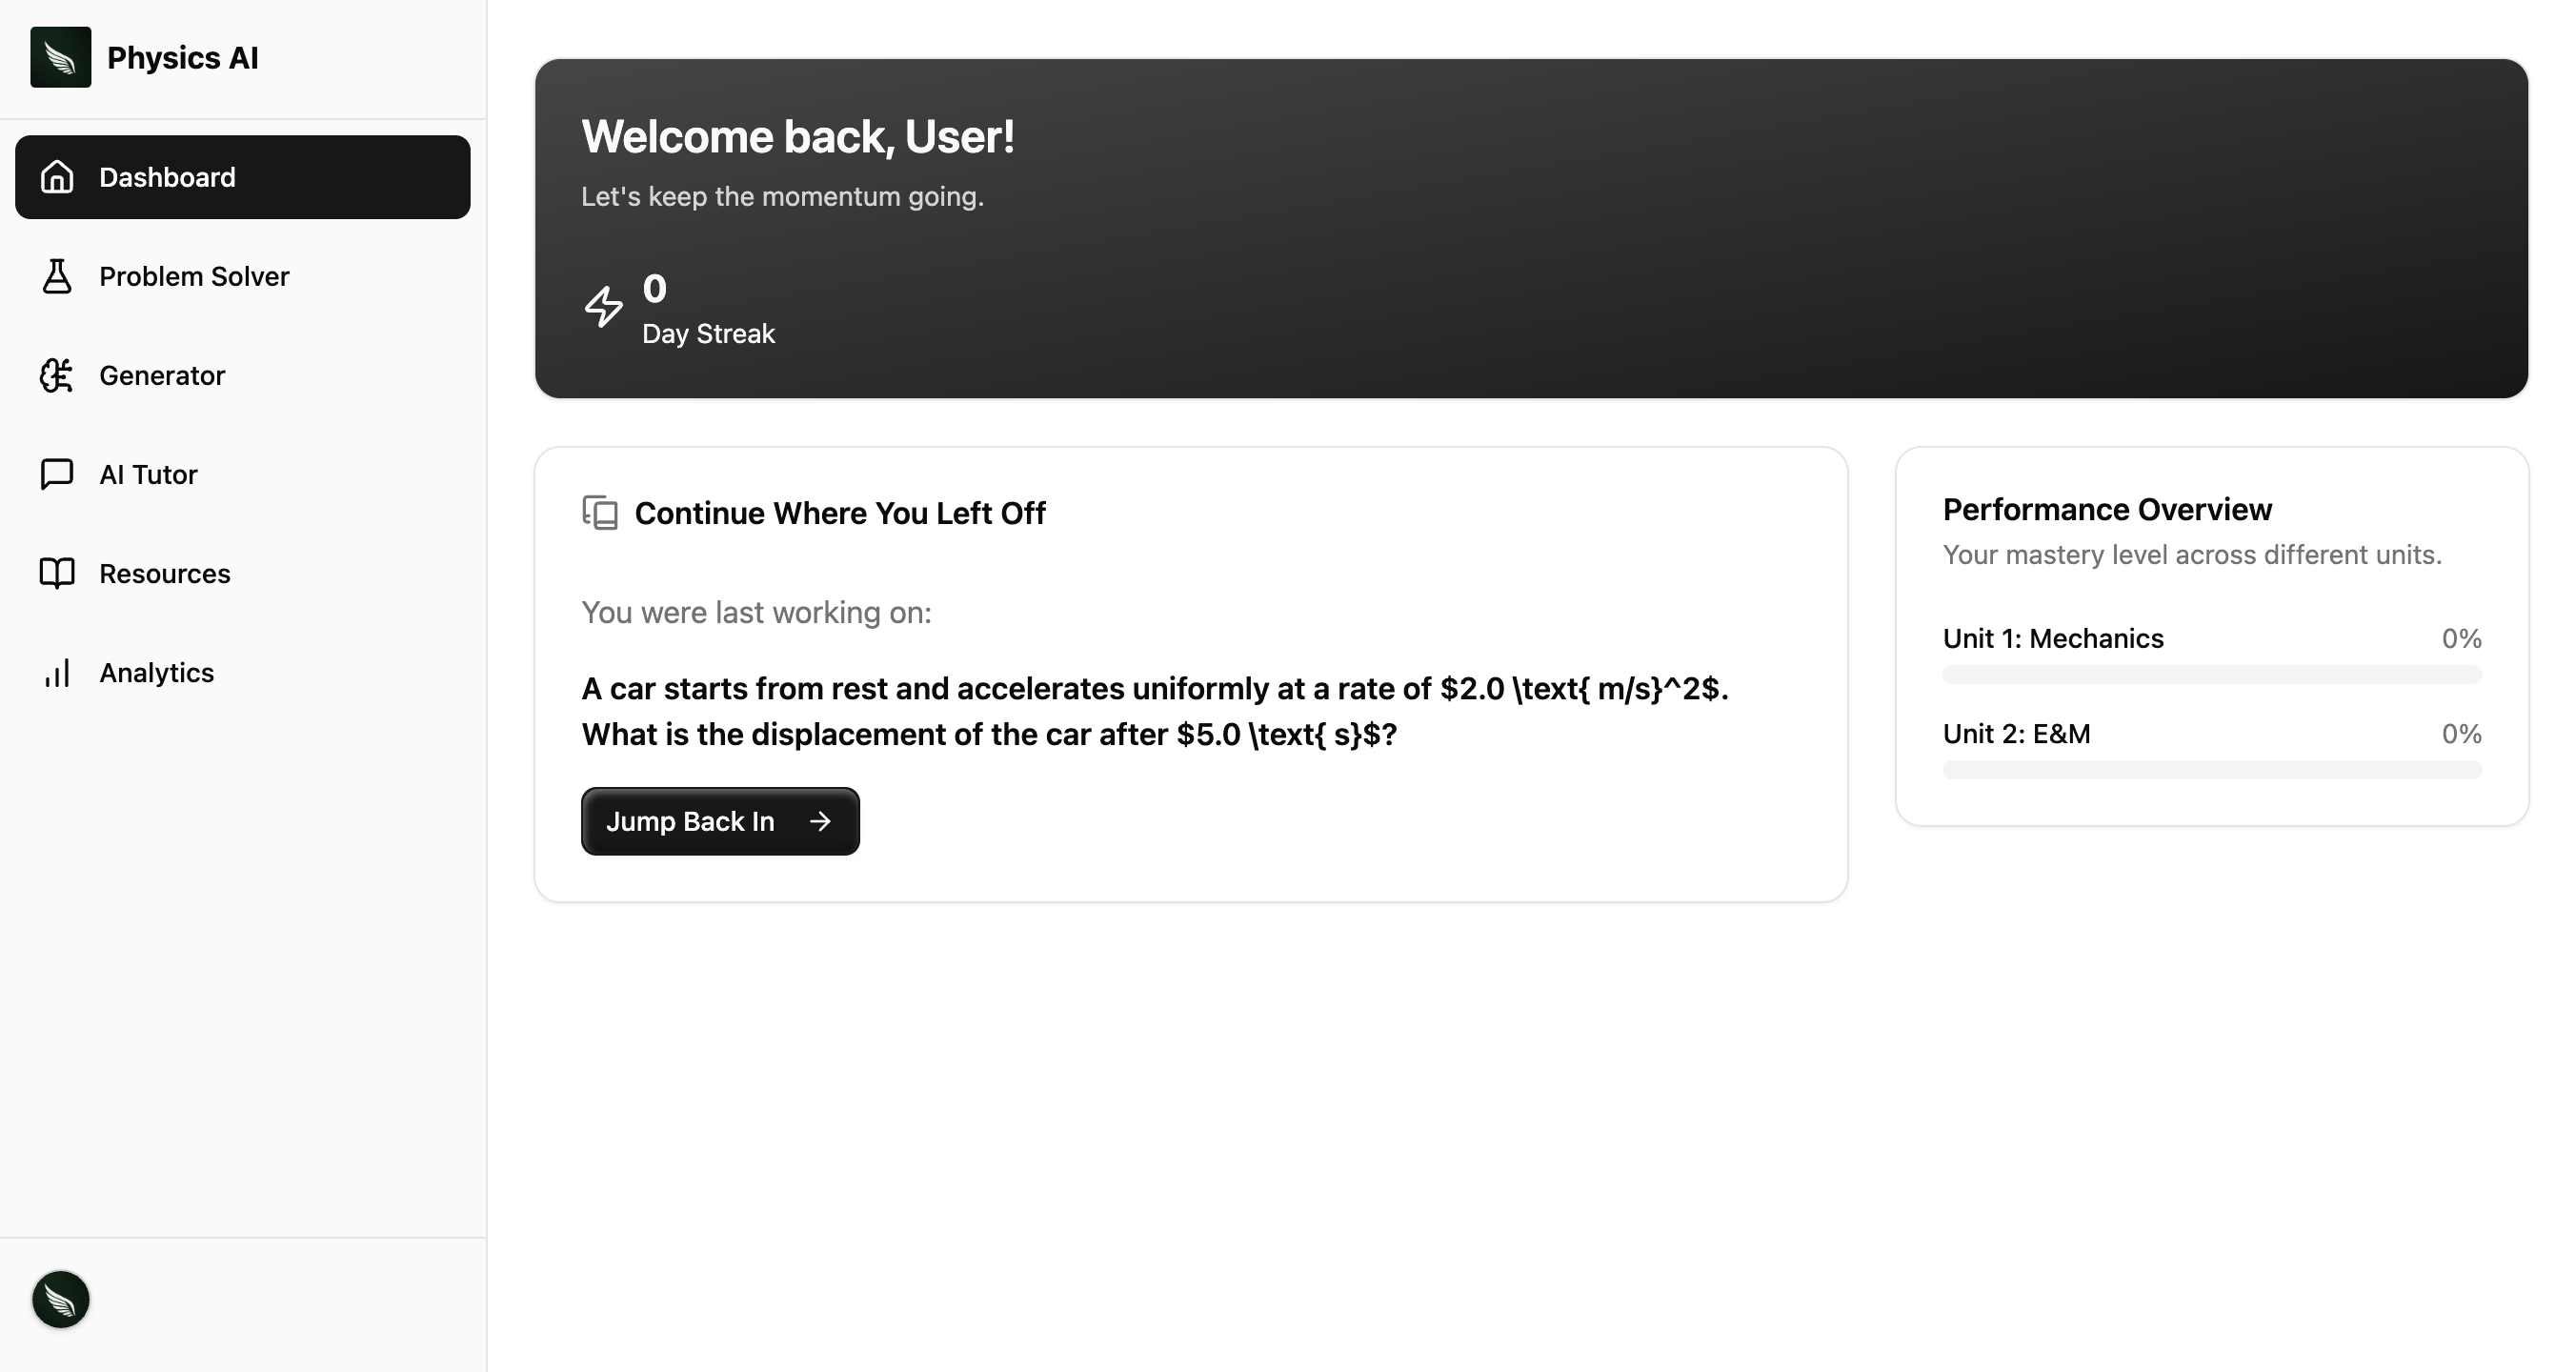 Physics AI
Dashboard
Problem Solver
Generator
AI Tutor
Resources
Analytics
Welcome back, User!
Let's keep the momentum going.
0
Day Streak
Continue Where You Left Off
You were last working on:
A car starts from rest and accelerates uniformly at a rate of $2.0 \text{ m/s}^2$.
What is the displacement of the car after $5.0 \text{ s}$?
Jump Back In
Performance Overview
Your mastery level across different units.
Unit 1: Mechanics 0%
Unit 2: E&M 0%